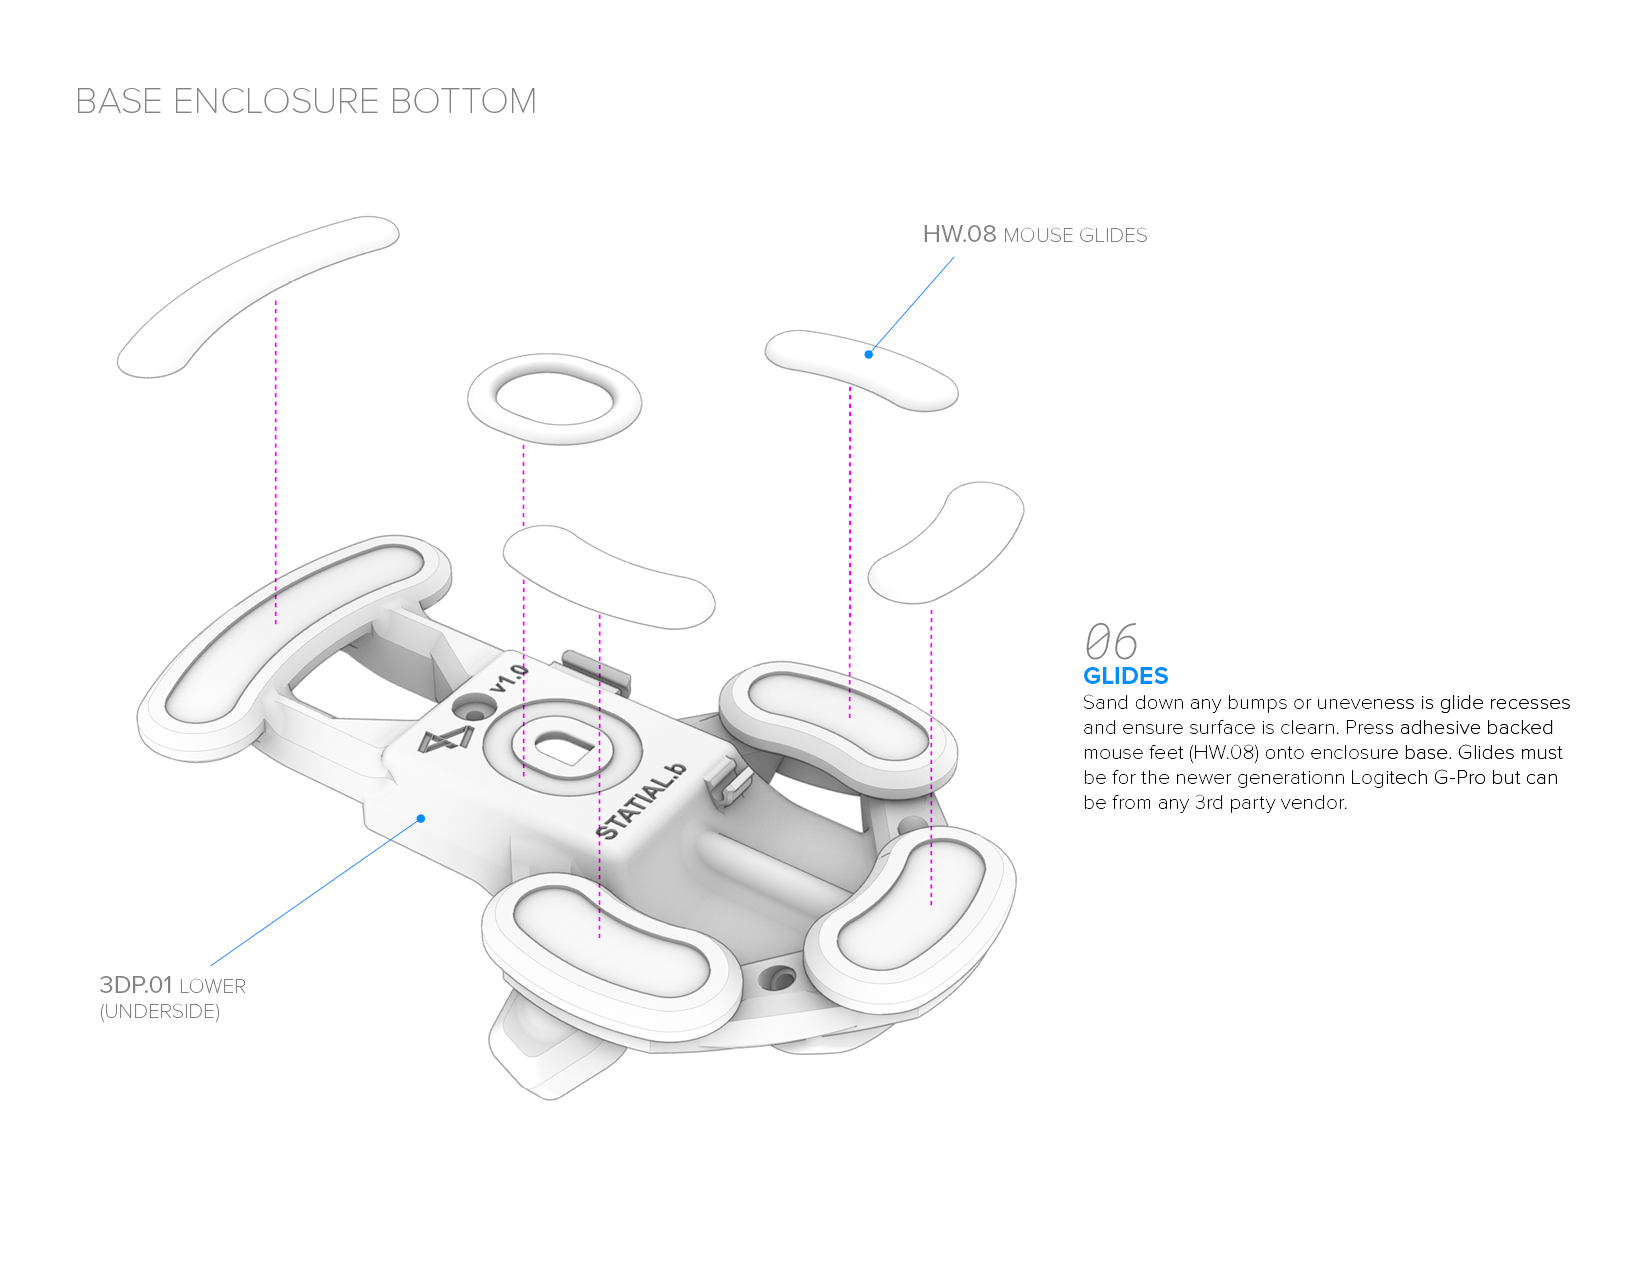 BASE ENCLOSURE BOTTOM
HW.08 MOUSE GLIDES
06
GLIDES
Sand down any bumps or uneveness is glide recesses
and ensure surface is clearn. Press adhesive backed
mouse feet (HW.08) onto enclosure base. Glides must
be for the newer generationn Logitech G-Pro but can
be from any 3rd party vendor.
v1.0
STATIAL.b
3DP.01 LOWER
(UNDERSIDE)